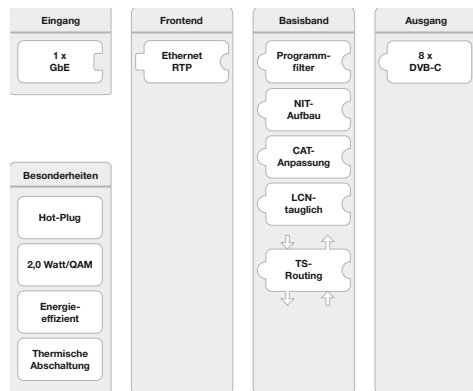 Eingang
1 x
GbE
Frontend
Ethernet
RTP
Basisband
Programm-
filter
NIT-
Aufbau
CAT-
Anpassung
LCN-
tauglich
TS-
Routing
Ausgang
8 x
DVB-C
Besonderheiten
Hot-Plug
2,0 Watt/QAM
Energie-
effizient
Thermische
Abschaltung